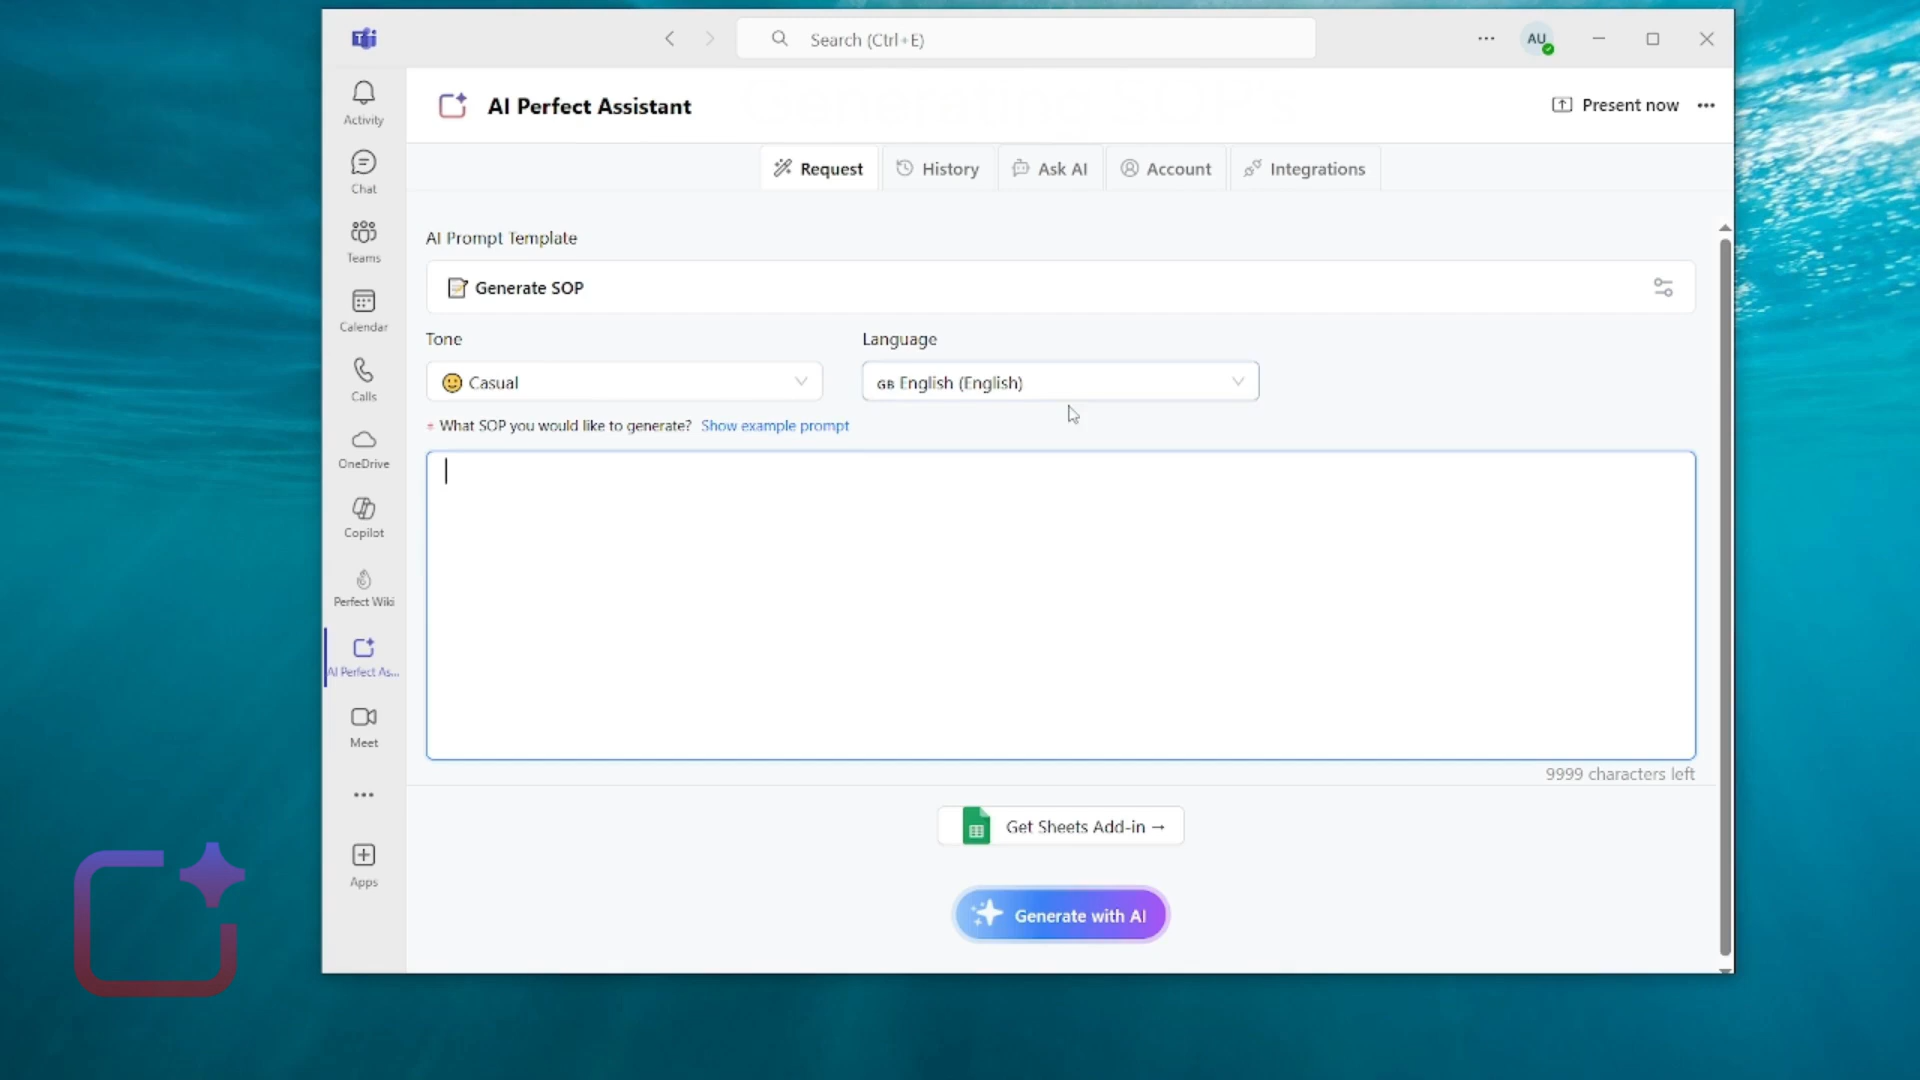 Search (Ctrl+E)
AU
AI Perfect Assistant
Present now
Activity
Chat
Teams
Calendar
Calls
OneDrive
Copilot
Perfect Wiki
AI Perfect As...
Meet
Apps
Request
History
Ask AI
Account
Integrations
AI Prompt Template
Generate SOP
Tone
Language
Casual
GB English (English)
* What SOP you would like to generate? Show example prompt
9999 characters left
Get Sheets Add-in →
Generate with AI